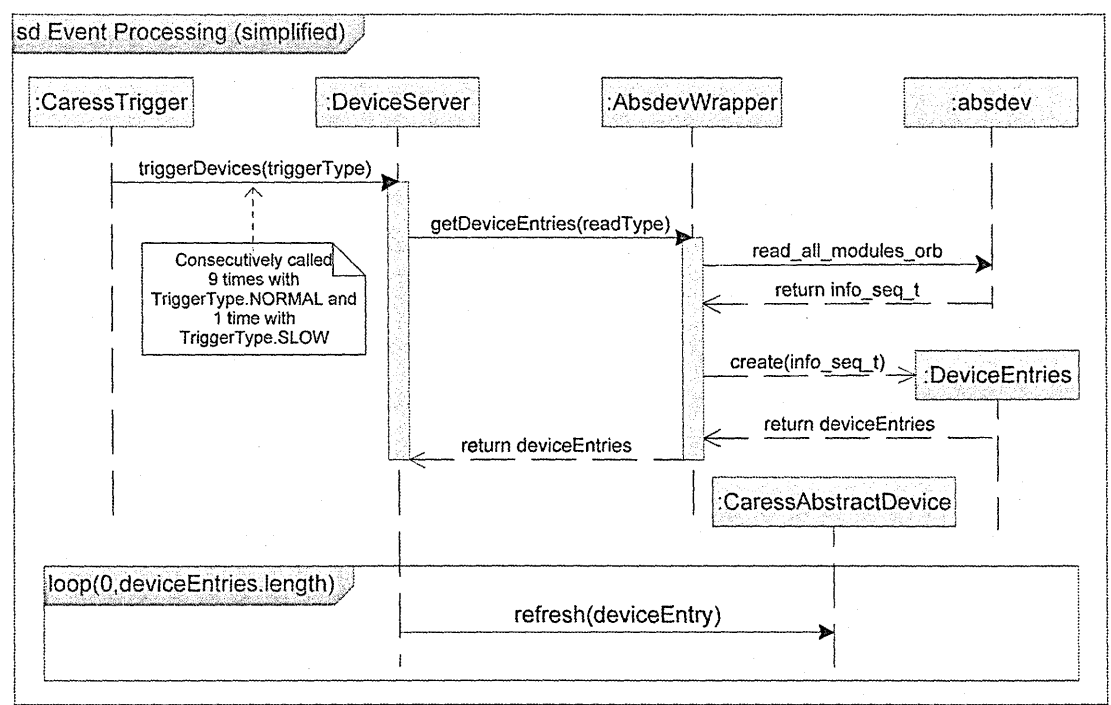 sd Event Processing (simplified)
:CaressTrigger
:DeviceServer
:AbsdevWrapper
:absdev
triggerDevices(triggerType)
getDeviceEntries(readType)
Consecutively called
9 times with
TriggerType.NORMAL and
1 time with
TriggerType.SLOW
read_all_modules_orb
return info_seq_t
create(info_seq_t)
:DeviceEntries
return deviceEntries
return deviceEntries
:CaressAbstractDevice
loop(0,deviceEntries.length)
refresh(deviceEntry)